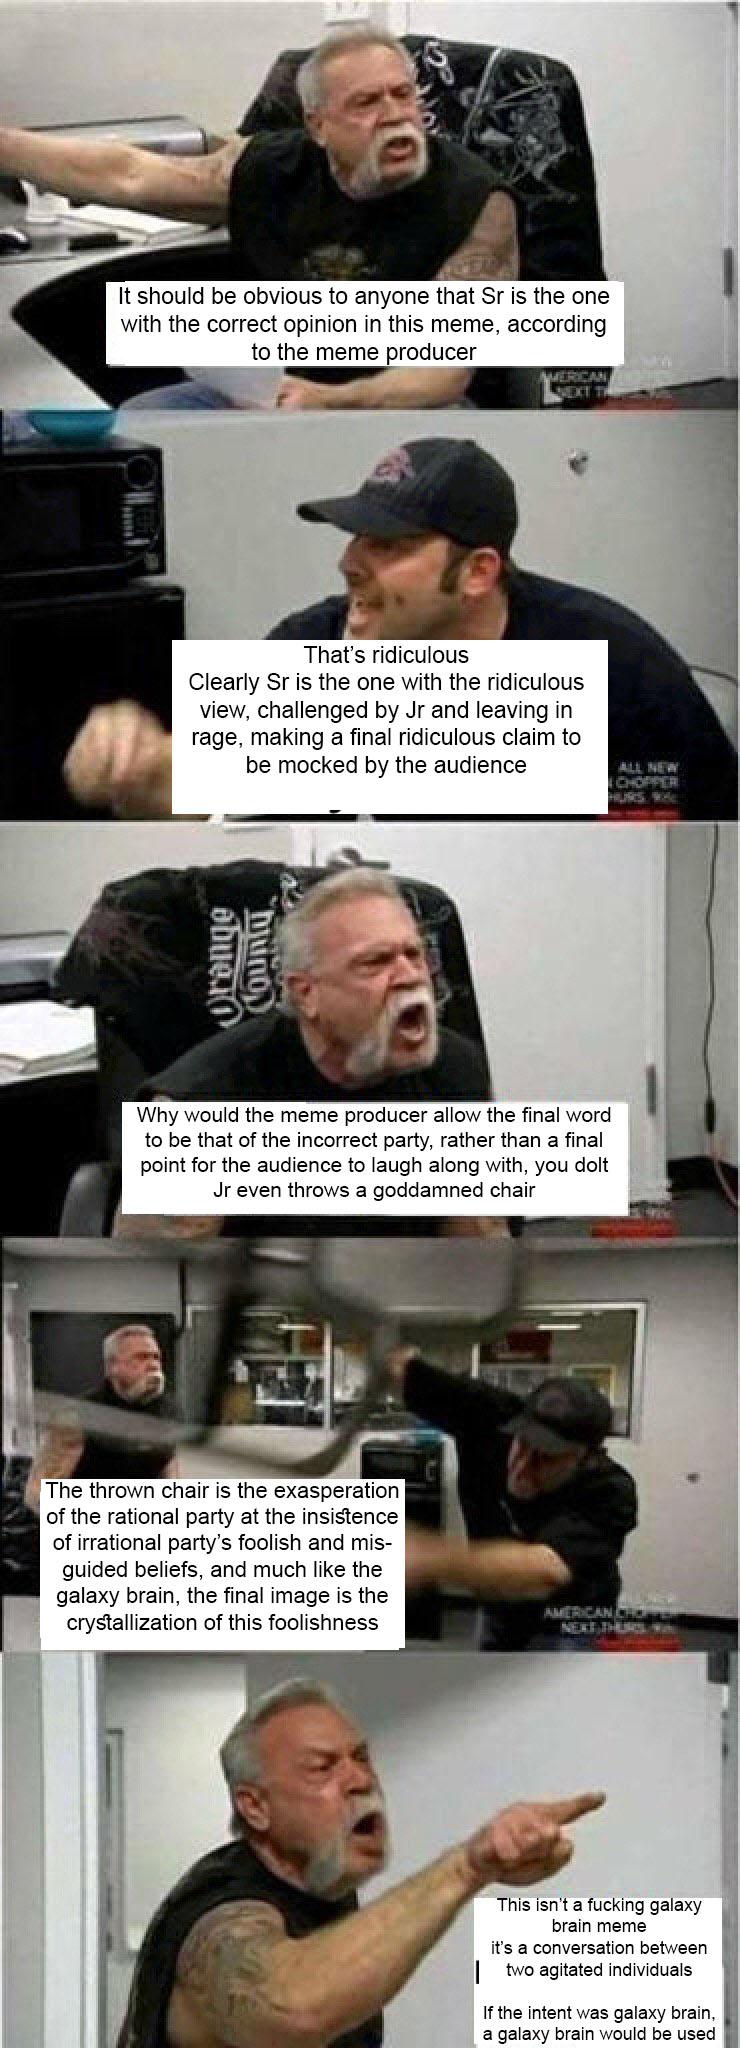 It should be obvious to anyone that Sr is the one
with the correct opinion in this meme, according
to the meme producer
AMERICAN
NEXT
That's ridiculous
Clearly Sr is the one with the ridiculous
view, challenged by Jr and leaving in
rage, making a final ridiculous claim to
be mocked by the audience
ALL NEW
CHOPPER
Orange
County
Why would the meme producer allow the final word
to be that of the incorrect party, rather than a final
point for the audience to laugh along with, you dolt
Jr even throws a goddamned chair
The thrown chair is the exasperation
of the rational party at the insistence
of irrational party's foolish and mis-
guided beliefs, and much like the
galaxy brain, the final image is the
crystallization of this foolishness
AMERICAN CHOPPER
NEXT THURS.
This isn't a fucking galaxy
brain meme
it's a conversation between
two agitated individuals
If the intent was galaxy brain,
a galaxy brain would be used